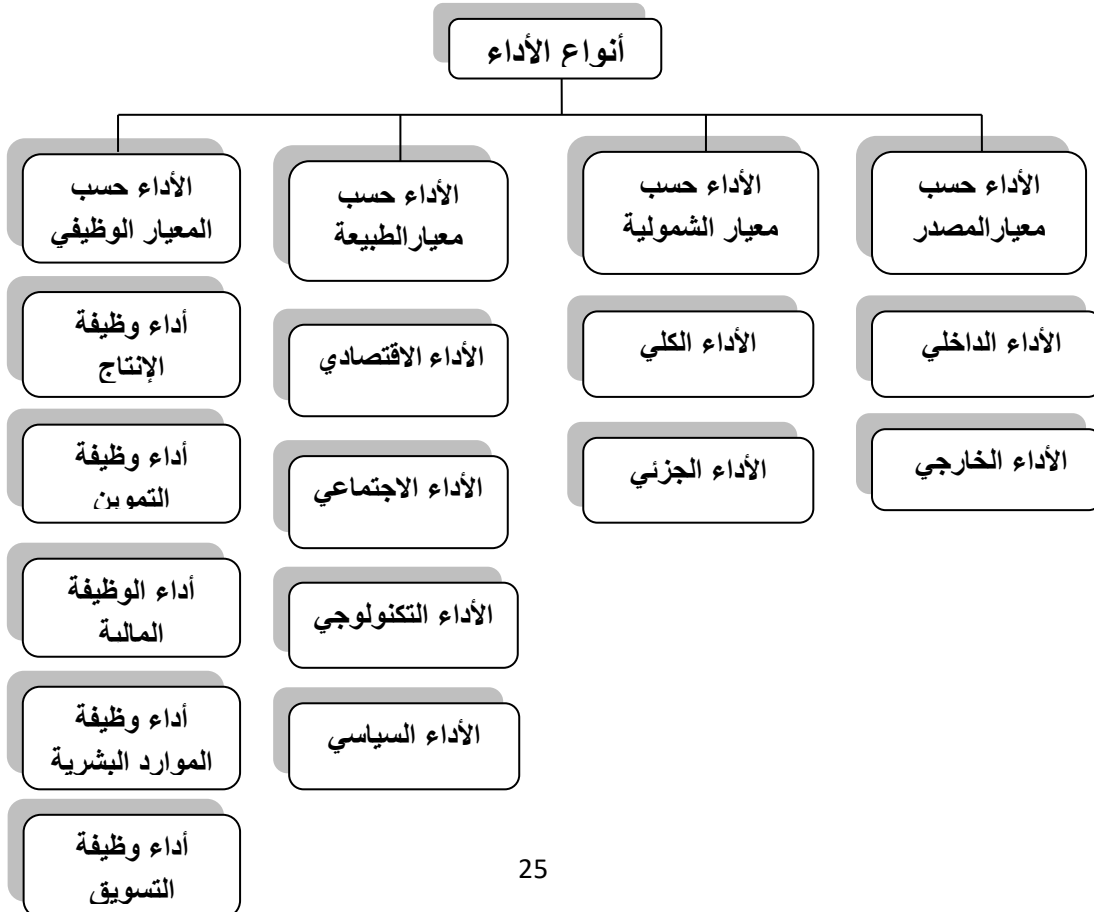 أنواع الأداء
الأداء حسب
معيارالمصدر
الأداء الداخلي
الأداء الخارجي
الأداء حسب
معيار الشمولية
الأداء الكلي
الأداء الجزئي
الأداء حسب
معيارالطبيعة
الأداء الاقتصادي
الأداء الاجتماعي
الأداء التكنولوجي
الأداء السياسي
الأداء حسب
المعيار الوظيفي
أداء وظيفة
الإنتاج
أداء وظيفة
التموين
أداء الوظيفة
المالية
أداء وظيفة
الموارد البشرية
أداء وظيفة
التسويق
25